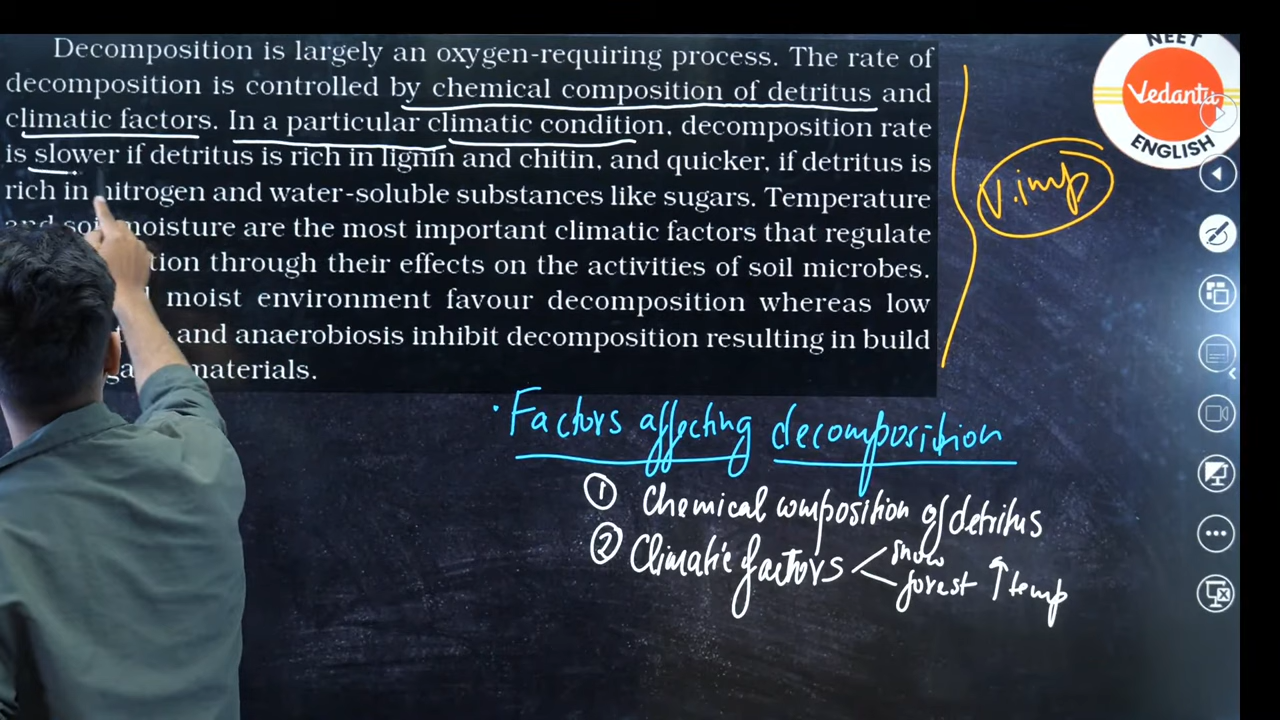 Decomposition is largely an oxygen-requiring process. The rate of
decomposition is controlled by chemical composition of detritus and
climatic factors. In a particular climatic condition, decomposition rate
is slower if detritus is rich in lignin and chitin, and quicker, if detritus is
rich in nitrogen and water-soluble substances like sugars. Temperature
and soil moisture are the most important climatic factors that regulate
tion through their effects on the activities of soil microbes.
moist environment favour decomposition whereas low
and anaerobiosis inhibit decomposition resulting in build
ga materials.
NEET
Vedantu
ENGLISH
V. imp
· Factors affecting decomposition
① Chemical composition of detritus
② Climatic factors < snow
forest ↑ temp